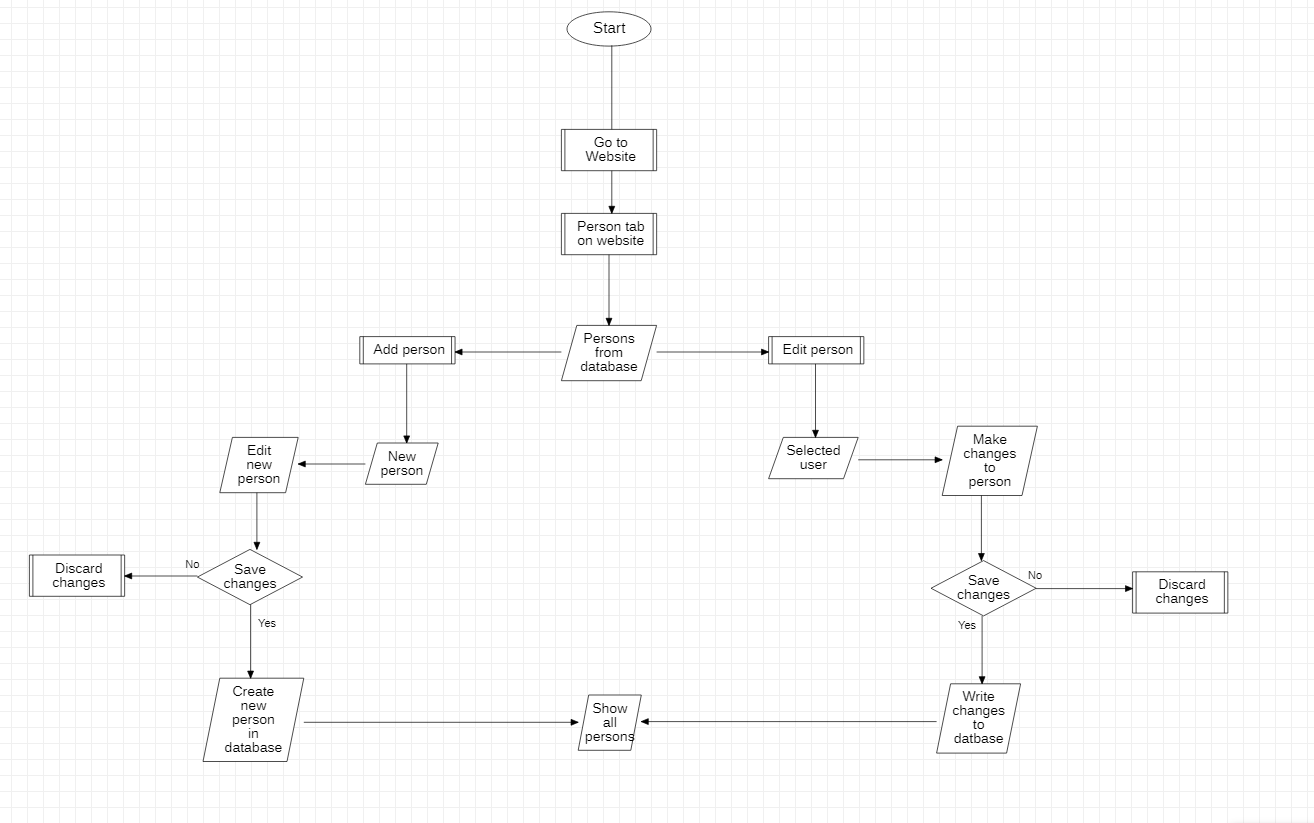 Start
Go to
Website
Person tab
on website
Persons
from
database
Add person
Edit person
Edit
new
person
New
person
Selected
user
Make
changes
to
person
Discard
changes
No
Save
changes
Yes
Save
changes
No
Yes
Discard
changes
Create
new
person
in
database
Show
all
persons
Write
changes
to
datbase